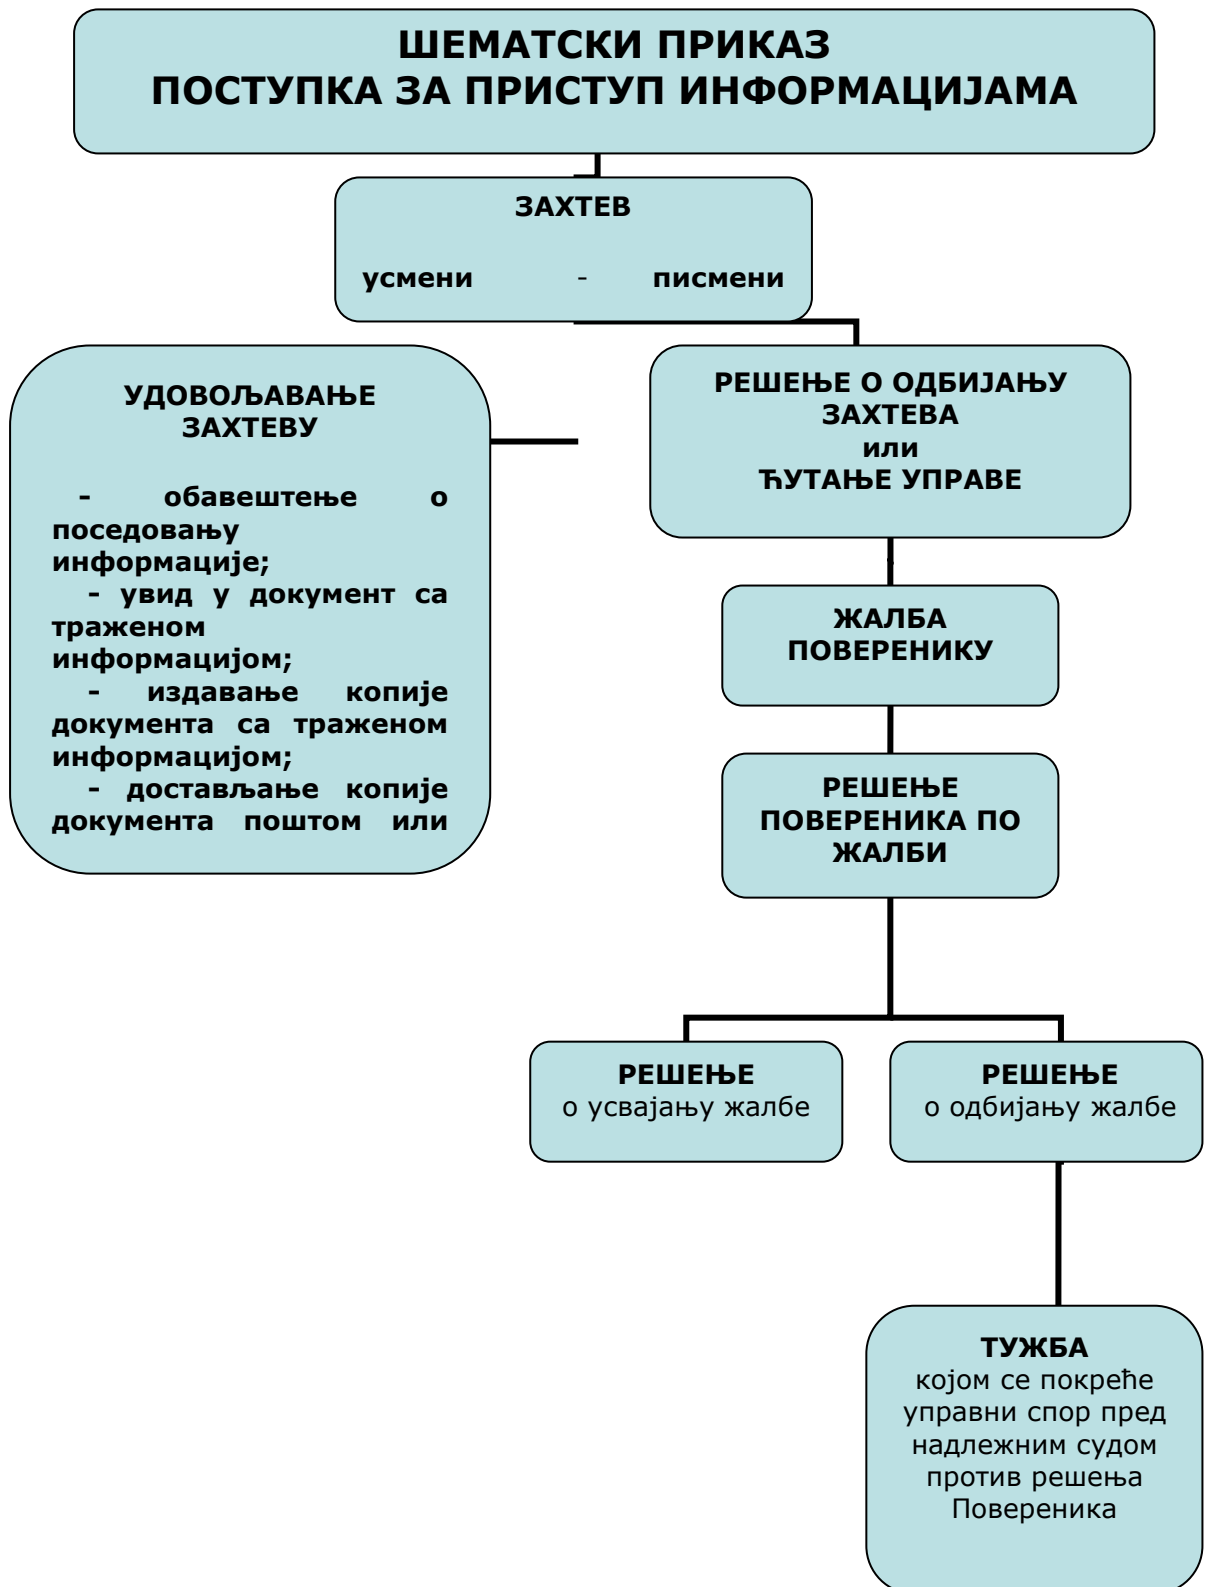 ШЕМАТСКИ ПРИКАЗ
ПОСТУПКА ЗА ПРИСТУП ИНФОРМАЦИЈАМА
ЗАХТЕВ
усмени - писмени
УДОВОЉАВАЊЕ
ЗАХТЕВУ
- обавештење о
поседовању
информације;
- увид у документ са
траженом
информацијом;
- издавање копије
документа са траженом
информацијом;
- достављање копије
документа поштом или
РЕШЕЊЕ О ОДБИЈАЊУ
ЗАХТЕВА
или
ЋУТАЊЕ УПРАВЕ
ЖАЛБА
ПОВЕРЕНИКУ
РЕШЕЊЕ
ПОВЕРЕНИКА ПО
ЖАЛБИ
РЕШЕЊЕ
о усвајању жалбе
РЕШЕЊЕ
о одбијању жалбе
ТУЖБА
којом се покреће
управни спор пред
надлежним судом
против решења
Повереника